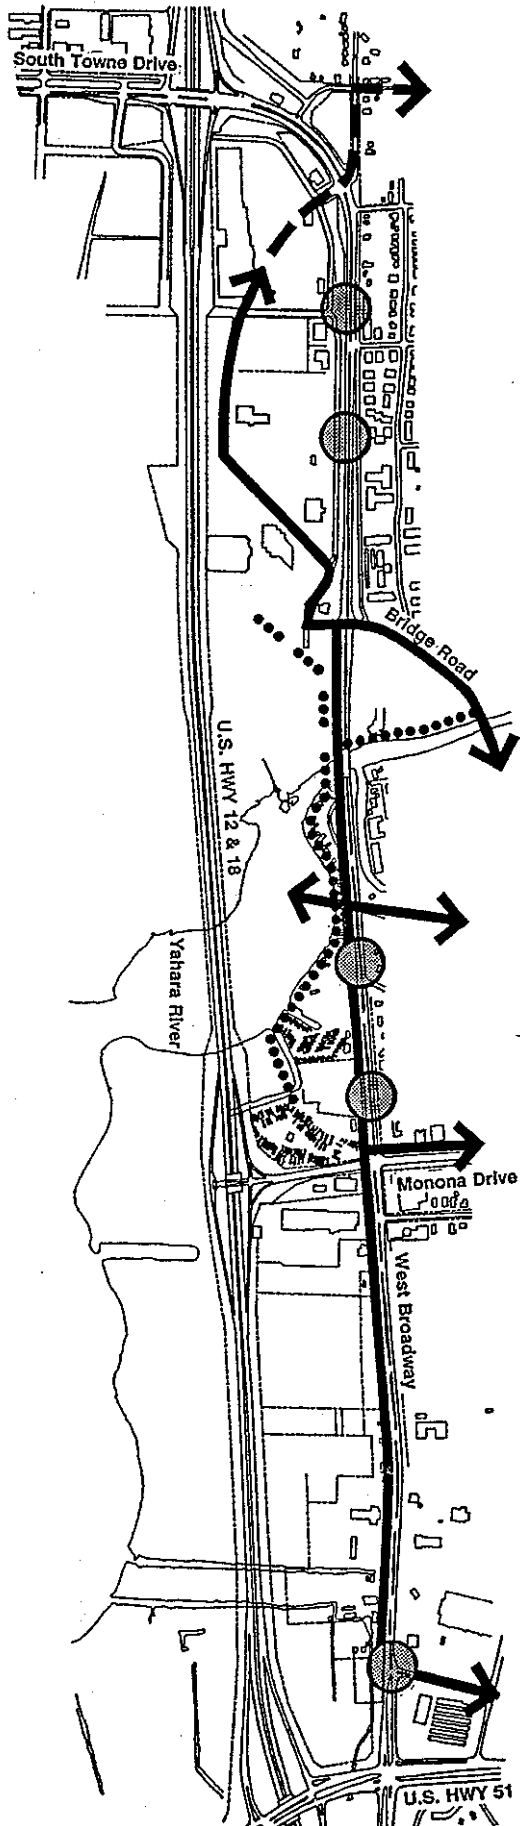 South Towne Drive
Bridge Road
U.S. HWY 12 & 18
Yahara River
Monona Drive
West Broadway
U.S. HWY 51